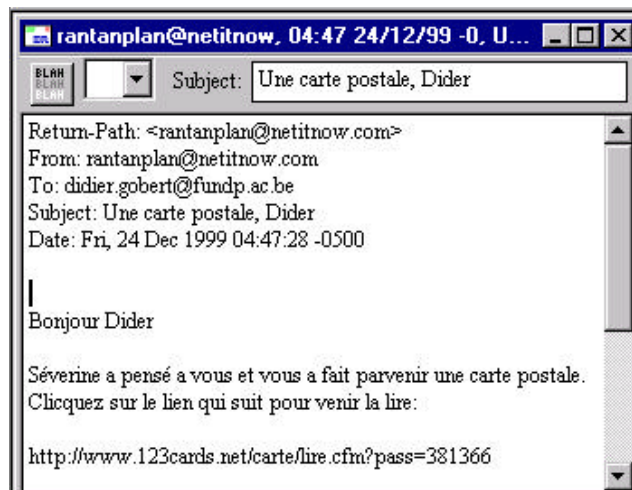 rantanplan@netitnow, 04:47 24/12/99 -0, U...
BLAH
BLAH
BLAH
Subject: Une carte postale, Dider
Return-Path: <rantanplan@netitnow.com>
From: rantanplan@netitnow.com
To: didier.gobert@fundp.ac.be
Subject: Une carte postale, Dider
Date: Fri, 24 Dec 1999 04:47:28 -0500
Bonjour Dider
Séverine a pensé a vous et vous a fait parvenir une carte postale.
Clicquez sur le lien qui suit pour venir la lire:
http://www.123cards.net/carte/lire.cfm?pass=381366